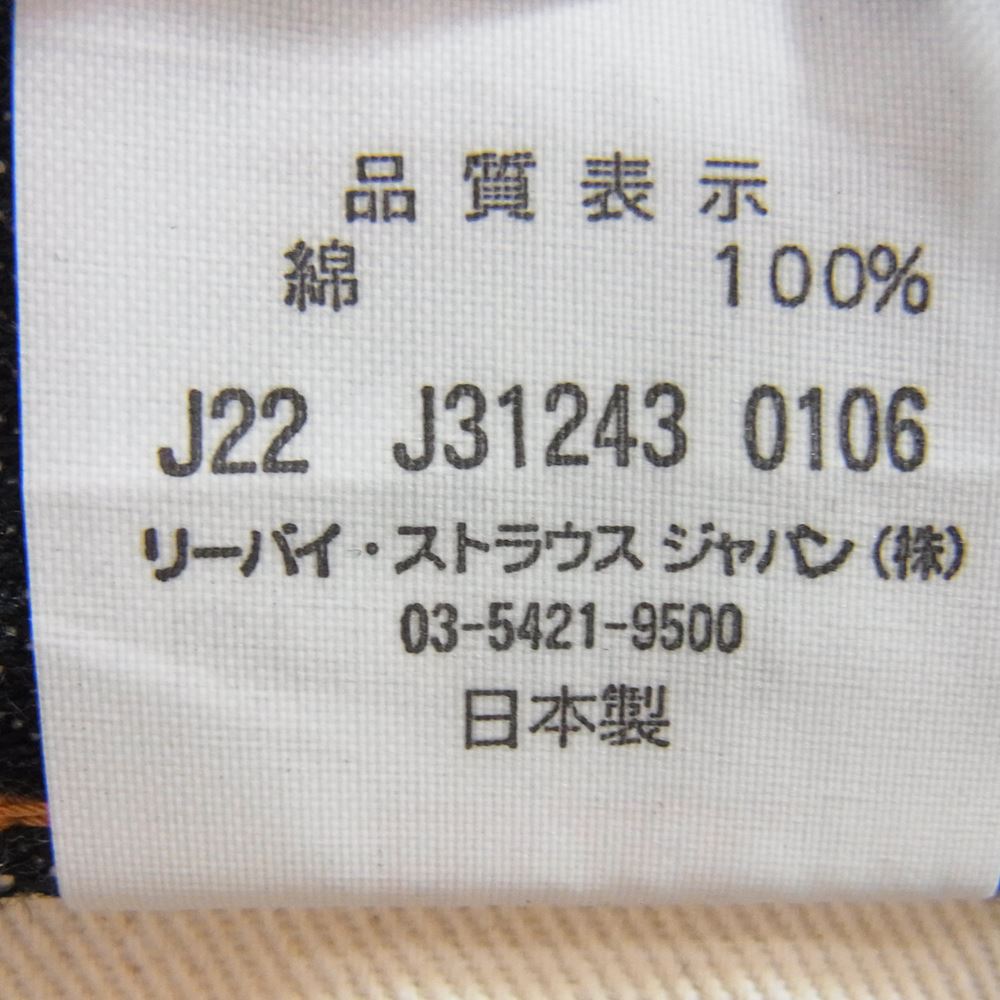 品質表示
綿 100%
J22 J31243 0106
リーバイ・ストラウス ジャパン(株)
03-5421-9500
日本製